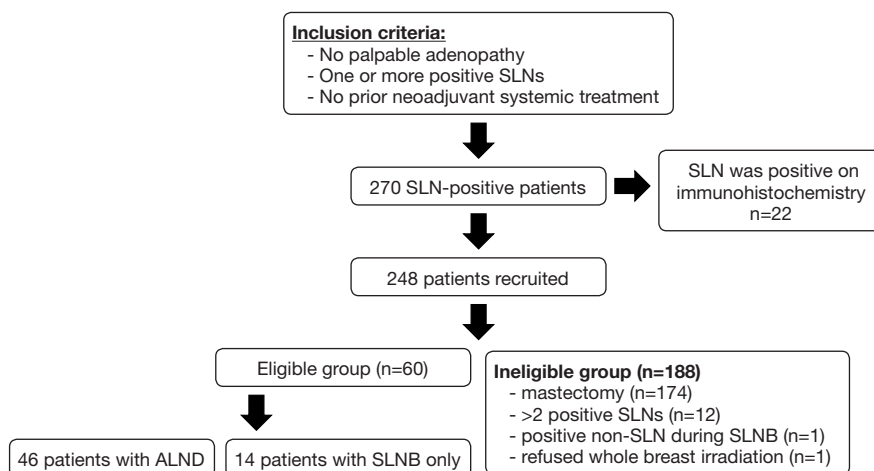 Inclusion criteria:
- No palpable adenopathy
- One or more positive SLNs
- No prior neoadjuvant systemic treatment
270 SLN-positive patients
SLN was positive on
immunohistochemistry
n=22
248 patients recruited
Eligible group (n=60)
Ineligible group (n=188)
- mastectomy (n=174)
- >2 positive SLNs (n=12)
- positive non-SLN during SLNB (n=1)
- refused whole breast irradiation (n=1)
46 patients with ALND
14 patients with SLNB only